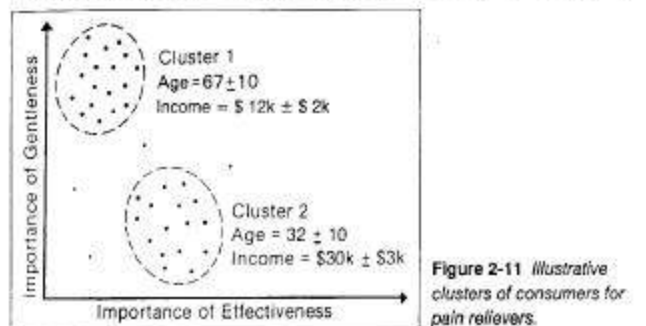 Importance of Gentleness
Cluster 1
Age = 67 ± 10
Income = $ 12k ± $ 2k
Cluster 2
Age = 32 ± 10
Income = $30k ± $3k
Importance of Effectiveness
Figure 2-11 Illustrative
clusters of consumers for
pain relievers.